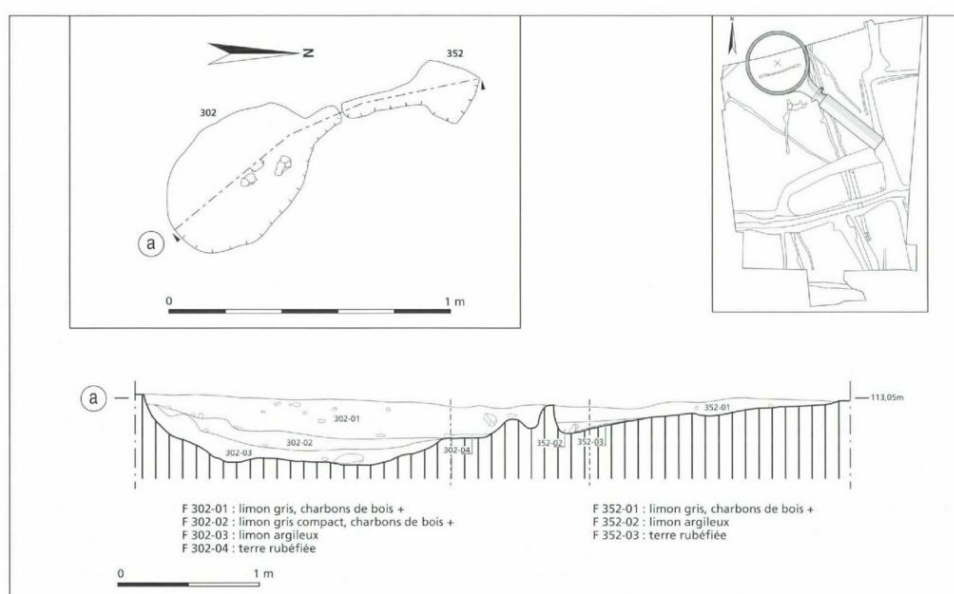 N
352
302
a
0 1 m
N
a
113,05m
302-01
352-01
302-02
302-03
302-04
352-02
352-03
F 302-01 : limon gris, charbons de bois +
F 302-02 : limon gris compact, charbons de bois +
F 302-03 : limon argileux
F 302-04 : terre rubéfiée
F 352-01 : limon gris, charbons de bois +
F 352-02 : limon argileux
F 352-03 : terre rubéfiée
0 1 m